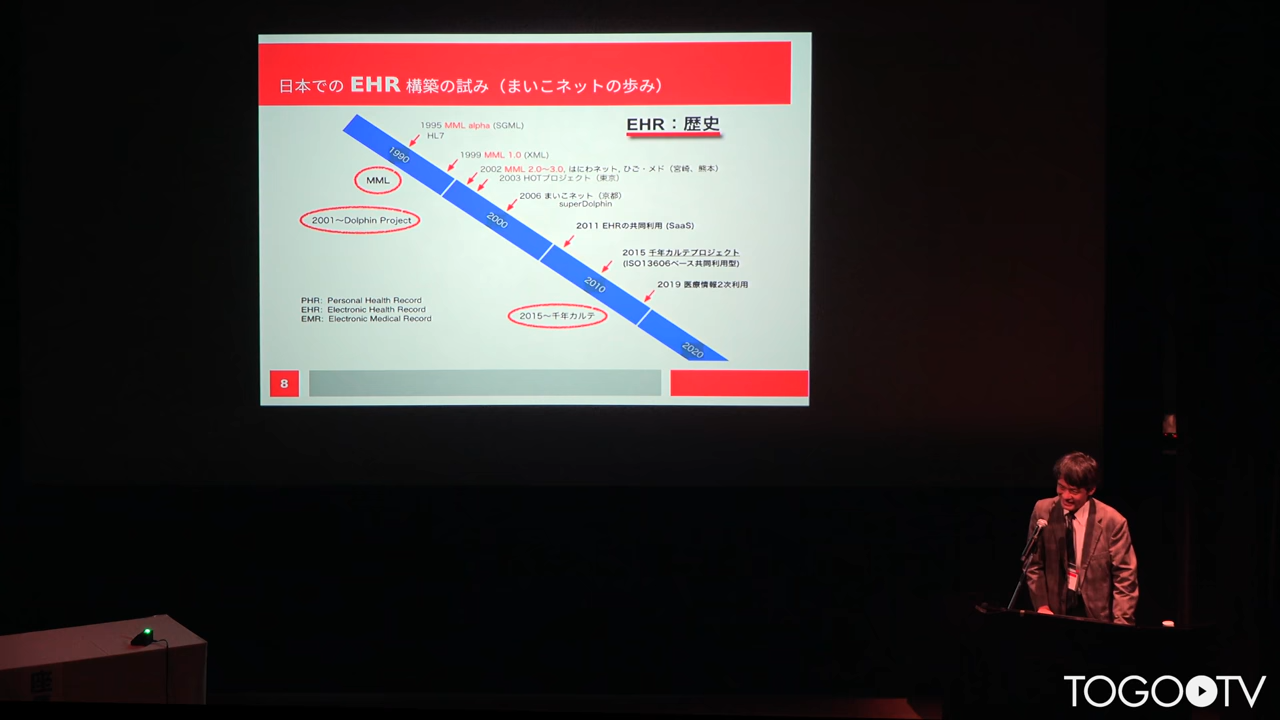 日本での EHR 構築の試み（まいこネットの歩み）
EHR：歴史
1995 MML alpha (SGML)
HL7
1990
1999 MML 1.0 (XML)
2002 MML 2.0〜3.0, はにわネット, ひご・メド（宮崎、熊本）
2003 HOTプロジェクト（東京）
MML
2006 まいこネット（京都）
superDolphin
2001〜Dolphin Project
2000
2011 EHRの共同利用 (SaaS)
2015 千年カルテプロジェクト
(ISO13606ベース共同利用型)
2010
2019 医療情報2次利用
PHR: Personal Health Record
EHR: Electronic Health Record
EMR: Electronic Medical Record
2015〜千年カルテ
2020
8
座
TOGO TV